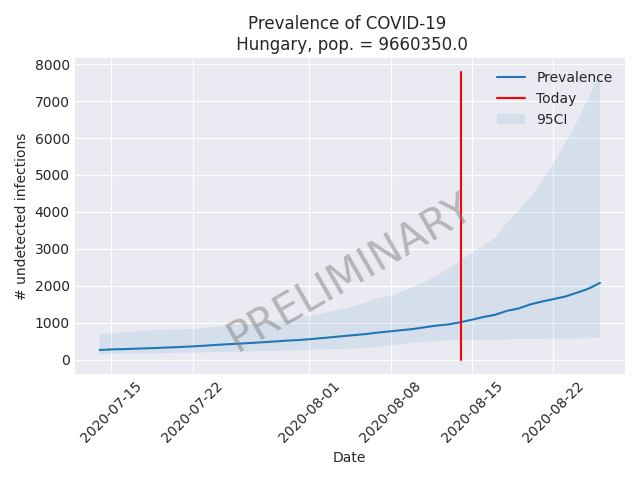 Prevalence of COVID-19
Hungary, pop. = 9660350.0
# undetected infections
8000
7000
6000
5000
4000
3000
2000
1000
0
Prevalence
Today
95CI
PRELIMINARY
2020-07-15
2020-07-22
2020-08-01
2020-08-08
2020-08-15
2020-08-22
Date